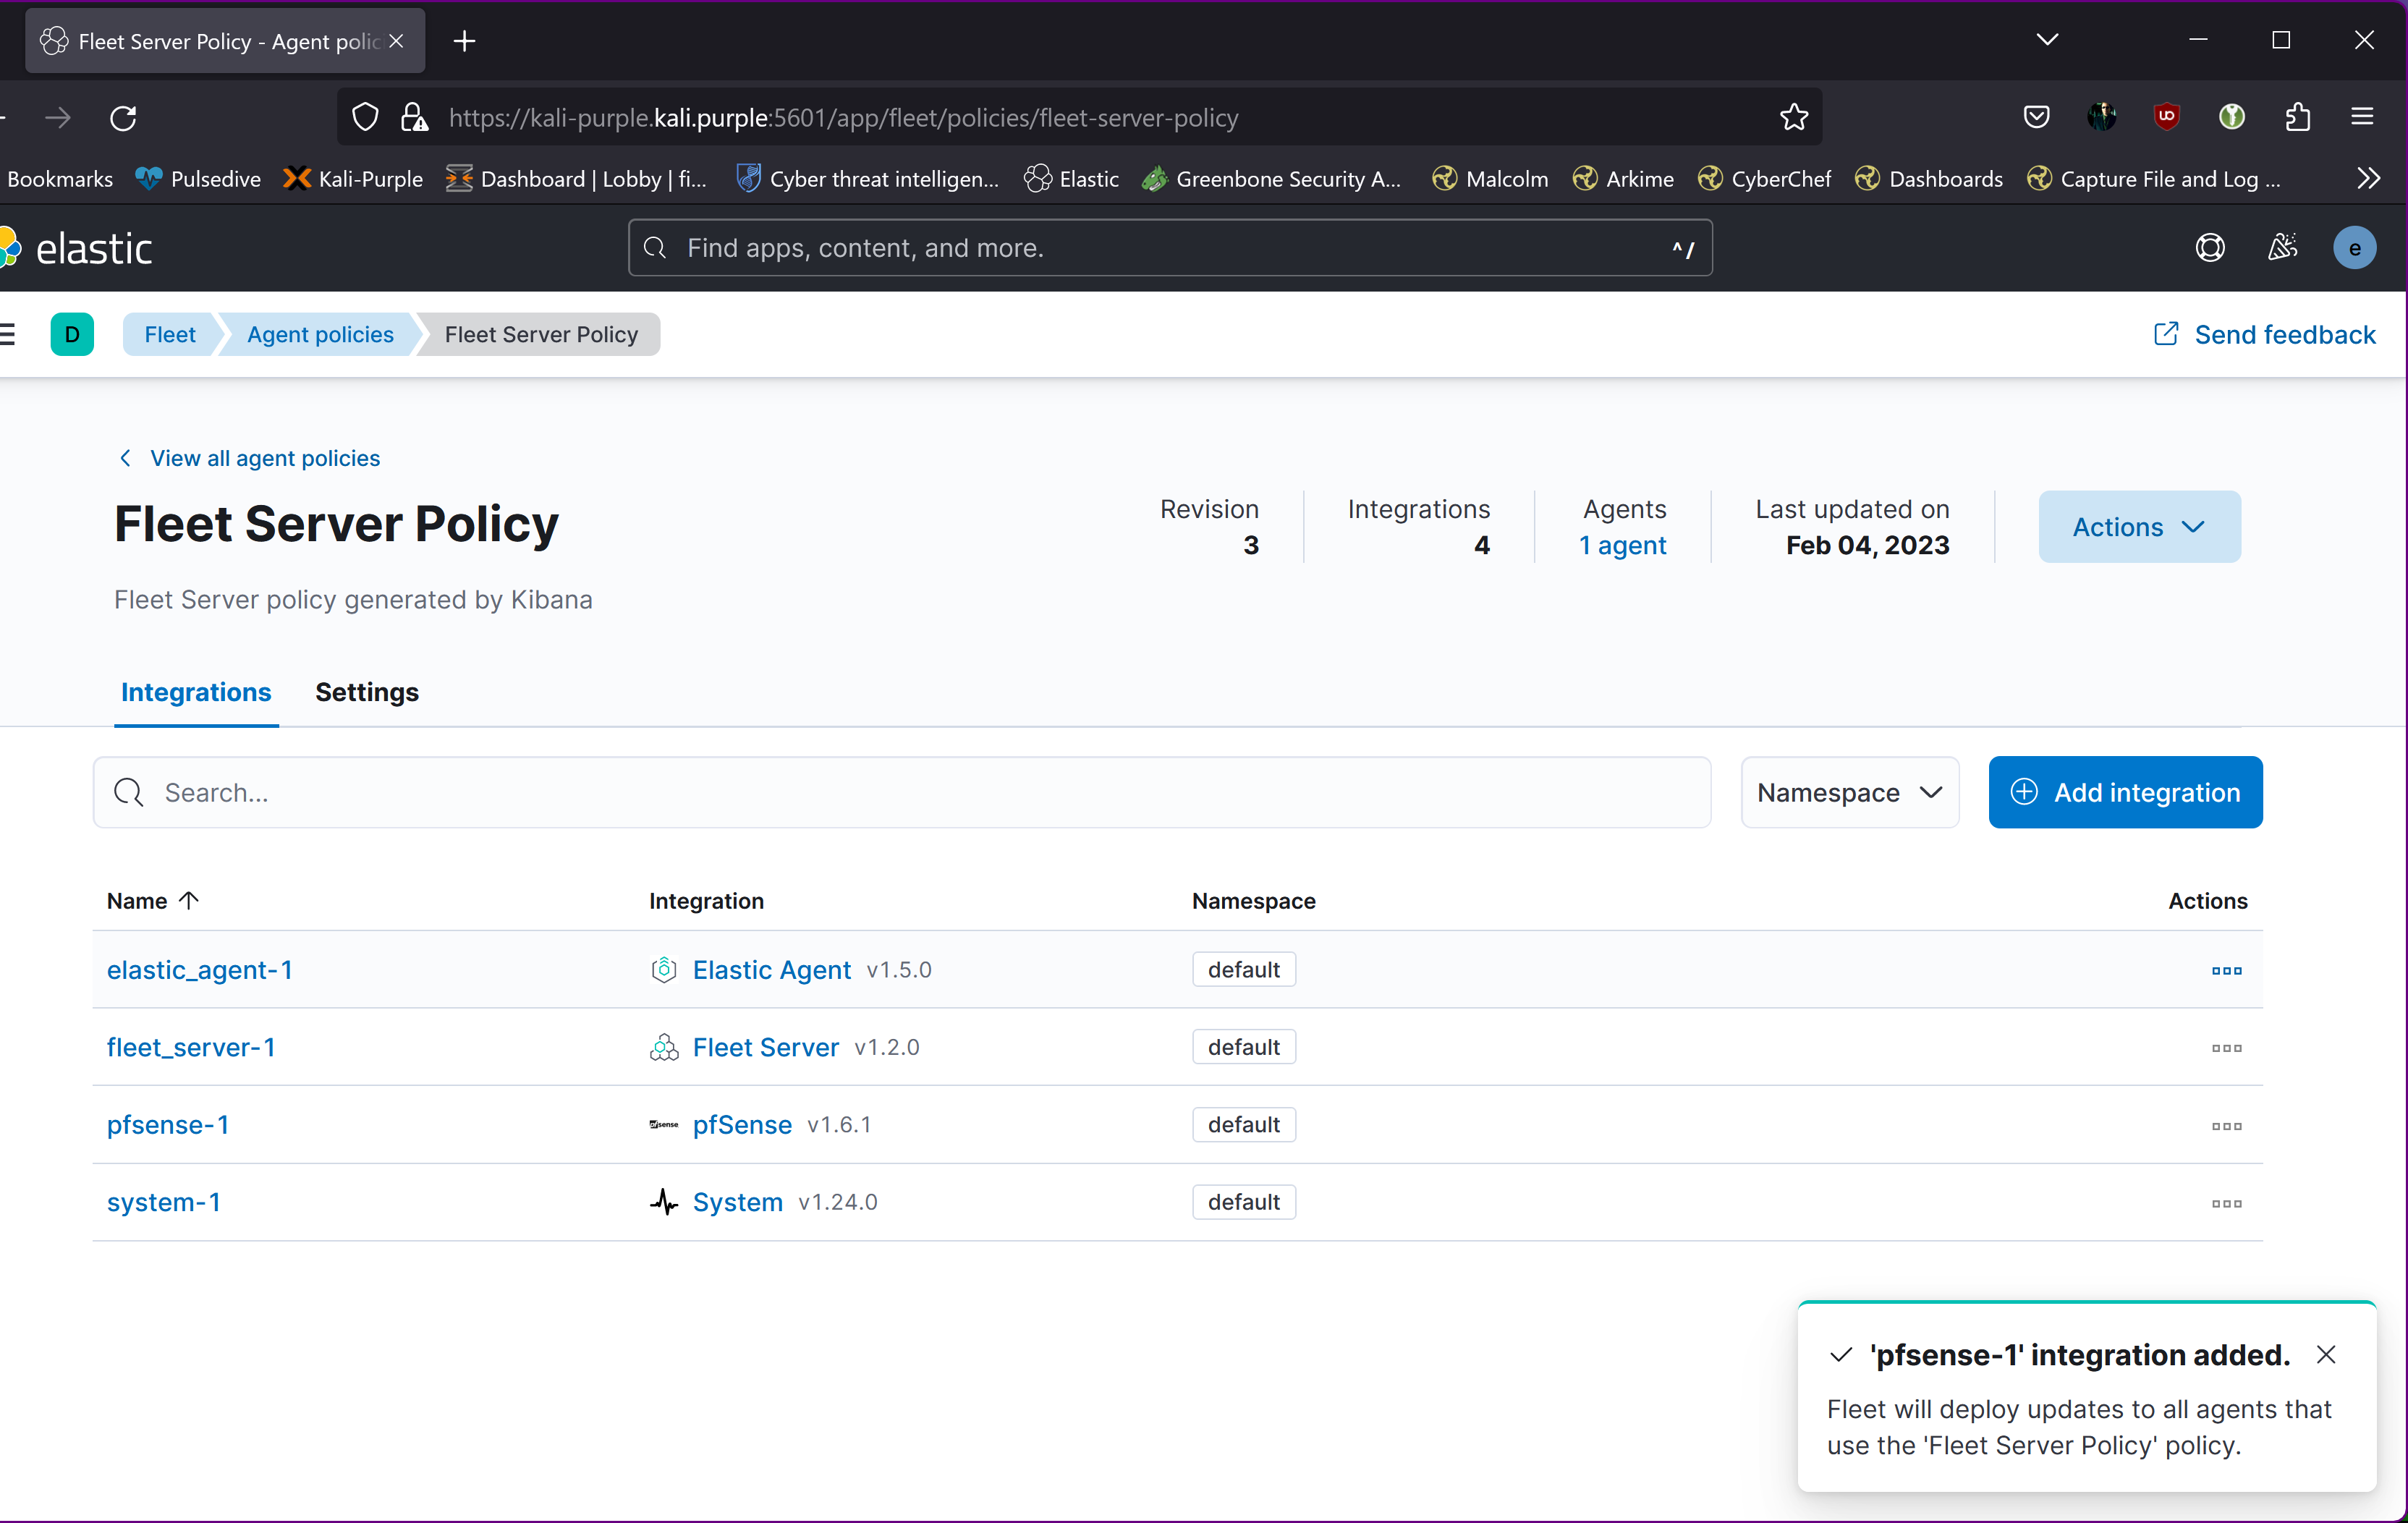 Fleet Server Policy - Agent polic
https://kali-purple.kali.purple:5601/app/fleet/policies/fleet-server-policy
Bookmarks Pulsedive Kali-Purple Dashboard | Lobby | fi... Cyber threat intelligen... Elastic Greenbone Security A... Malcolm Arkime CyberChef Dashboards Capture File and Log ...
elastic Find apps, content, and more. ^/ e
D Fleet Agent policies Fleet Server Policy Send feedback
View all agent policies
Fleet Server Policy
Fleet Server policy generated by Kibana
Revision
3
Integrations
4
Agents
1 agent
Last updated on
Feb 04, 2023
Actions
Integrations Settings
Search... Namespace Add integration
Name Integration Namespace Actions
elastic_agent-1 Elastic Agent v1.5.0 default
fleet_server-1 Fleet Server v1.2.0 default
pfsense-1 pfsense pfSense v1.6.1 default
system-1 System v1.24.0 default
'pfsense-1' integration added.
Fleet will deploy updates to all agents that
use the 'Fleet Server Policy' policy.